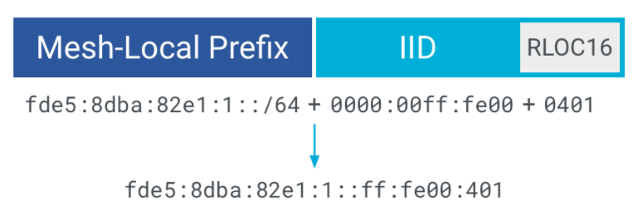 Mesh-Local Prefix IID RLOC16
fde5:8dba:82e1:1::/64 + 0000:00ff:fe00 + 0401
fde5:8dba:82e1:1::ff:fe00:401